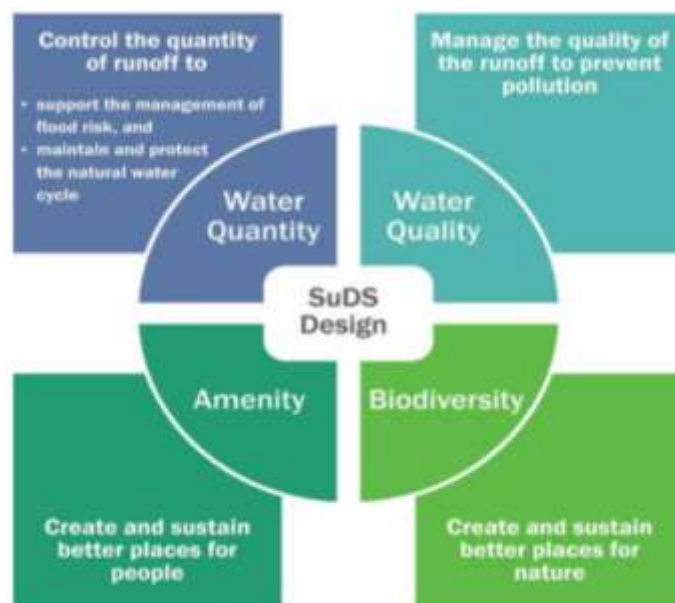 Control the quantity
of runoff to
• support the management of
flood risk, and
• maintain and protect
the natural water
cycle
Manage the quality of
the runoff to prevent
pollution
Water
Quantity
Water
Quality
SuDS
Design
Amenity
Biodiversity
Create and sustain
better places for
people
Create and sustain
better places for
nature